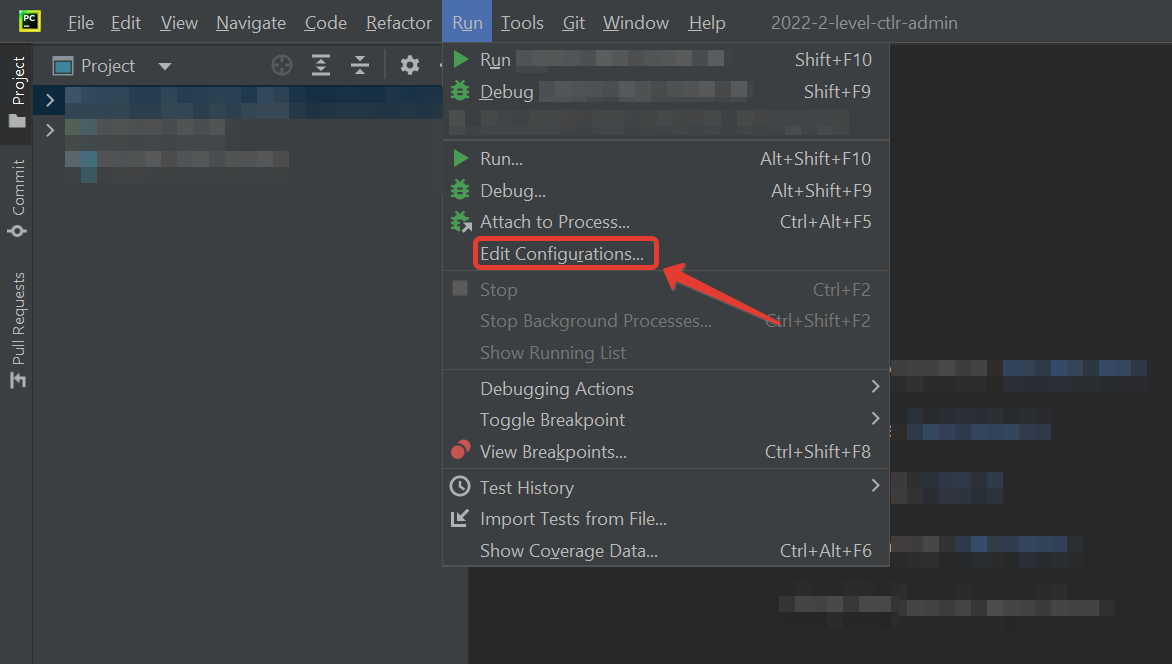 PC
File Edit View Navigate Code Refactor Run Tools Git Window Help 2022-2-level-ctlr-admin
Project
Project
Commit
Pull Requests
Run Shift+F10
Debug Shift+F9
Run... Alt+Shift+F10
Debug... Alt+Shift+F9
Attach to Process... Ctrl+Alt+F5
Edit Configurations...
Stop Ctrl+F2
Stop Background Processes... Ctrl+Shift+F2
Show Running List
Debugging Actions
Toggle Breakpoint
View Breakpoints... Ctrl+Shift+F8
Test History
Import Tests from File...
Show Coverage Data... Ctrl+Alt+F6